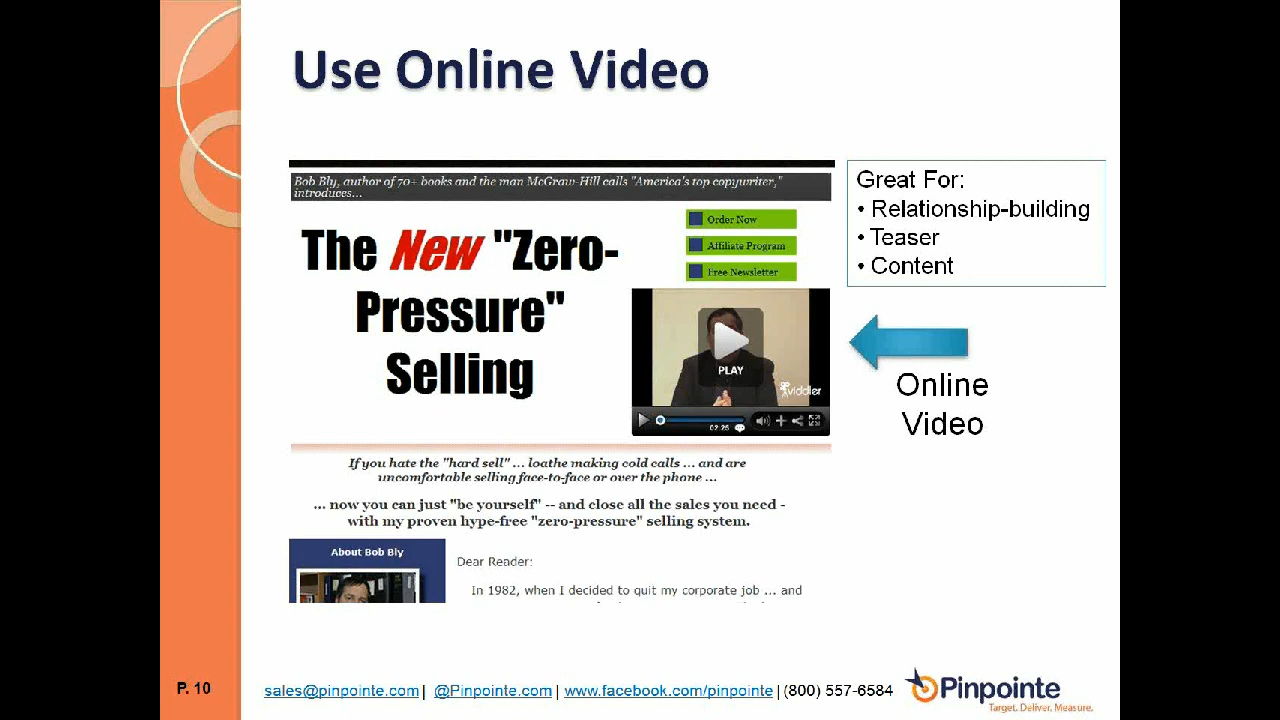 Use Online Video
Bob Bly, author of 70+ books and the man McGraw-Hill calls "America's top copywriter,"
introduces...
The New "Zero-
Pressure"
Selling
Order Now
Affiliate Program
Free Newsletter
PLAY
viddler
02:25
Great For:
• Relationship-building
• Teaser
• Content
Online
Video
If you hate the "hard sell" ... loathe making cold calls ... and are
uncomfortable selling face-to-face or over the phone ...
... now you can just "be yourself" -- and close all the sales you need -
with my proven hype-free "zero-pressure" selling system.
About Bob Bly
Dear Reader:
In 1982, when I decided to quit my corporate job ... and
P. 10
sales@pinpointe.com | @Pinpointe.com | www.facebook.com/pinpointe | (800) 557-6584
Pinpointe
Target. Deliver. Measure.